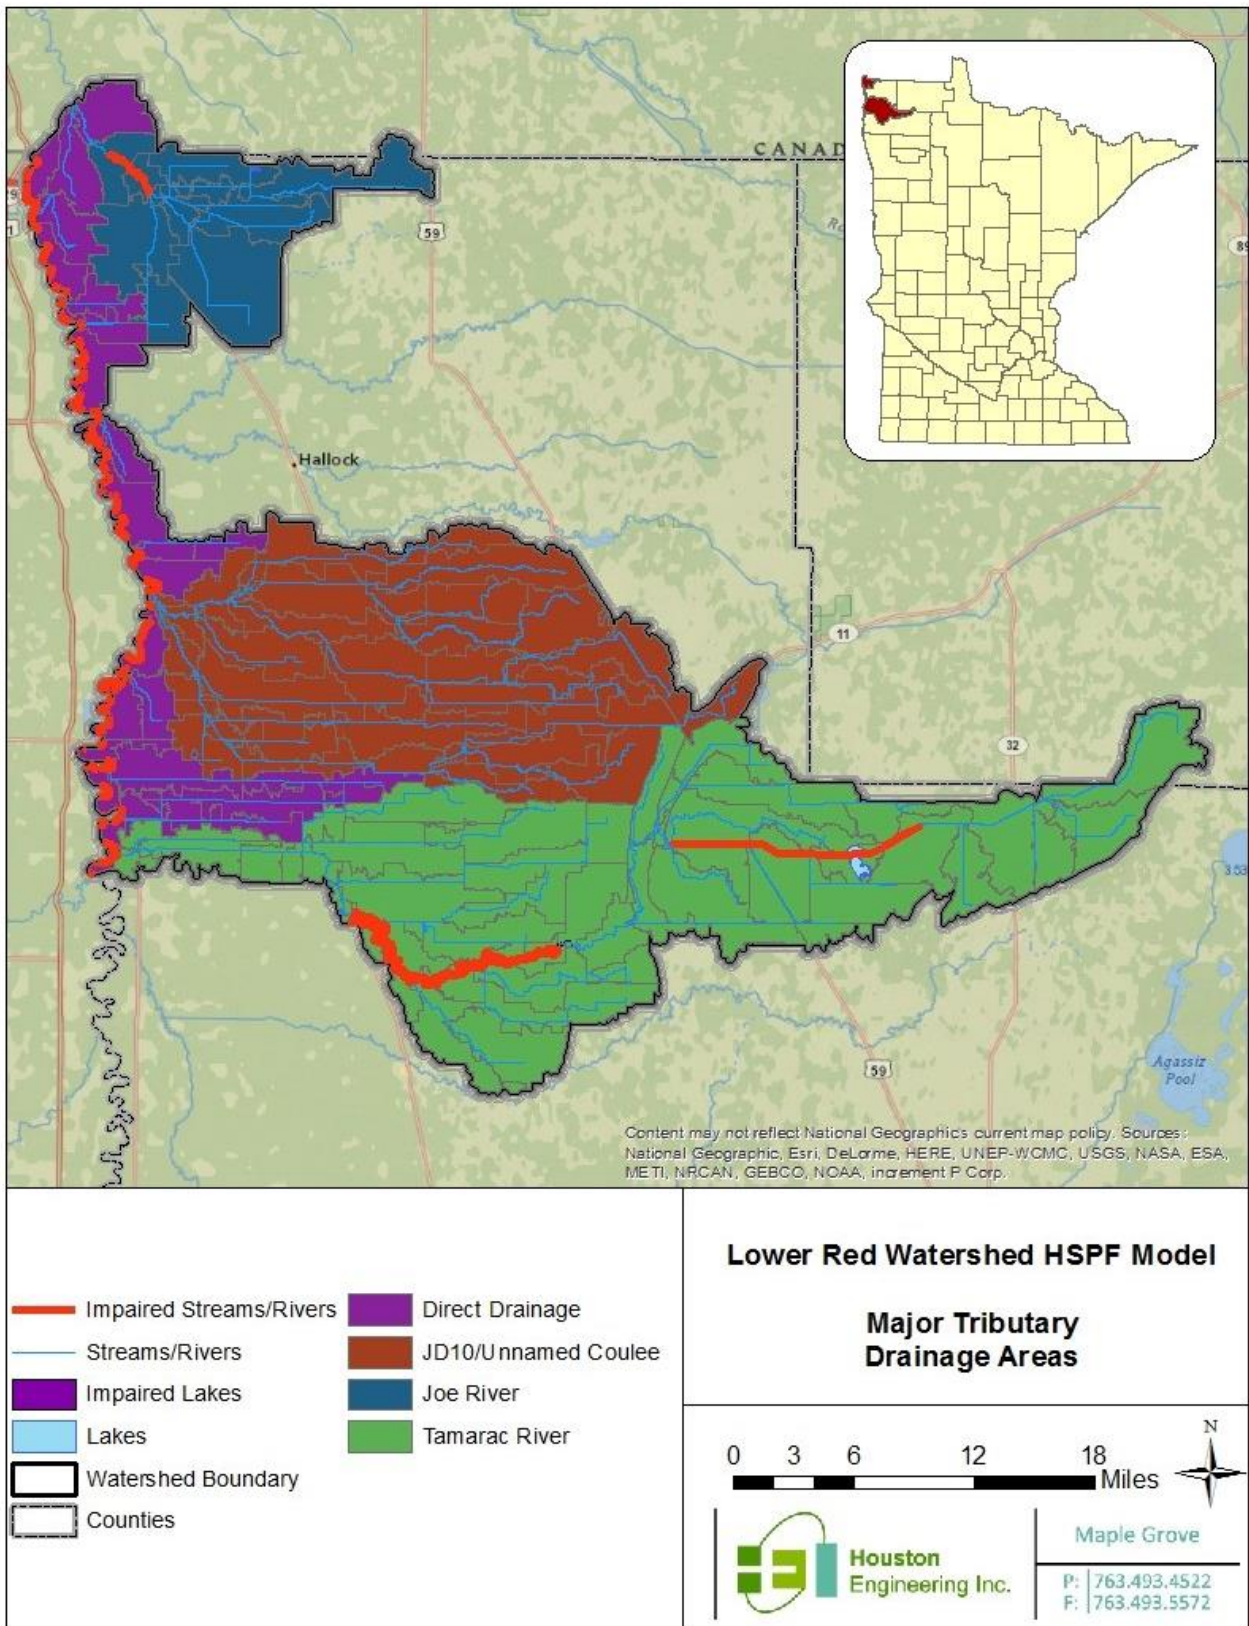 CANAD
59
89
Hallock
11
32
59
Agassiz
Pool
Content may not reflect National Geographic's current map policy. Sources:
National Geographic, Esri, DeLorme, HERE, UNEP-WCMC, USGS, NASA, ESA,
METI, NRCAN, GEBCO, NOAA, increment P Corp.
Impaired Streams/Rivers
Streams/Rivers
Impaired Lakes
Lakes
Watershed Boundary
Counties
Direct Drainage
JD10/Unnamed Coulee
Joe River
Tamarac River
Lower Red Watershed HSPF Model
Major Tributary
Drainage Areas
0 3 6 12 18
Miles
N
Houston
Engineering Inc.
Maple Grove
P: 763.493.4522
F: 763.493.5572